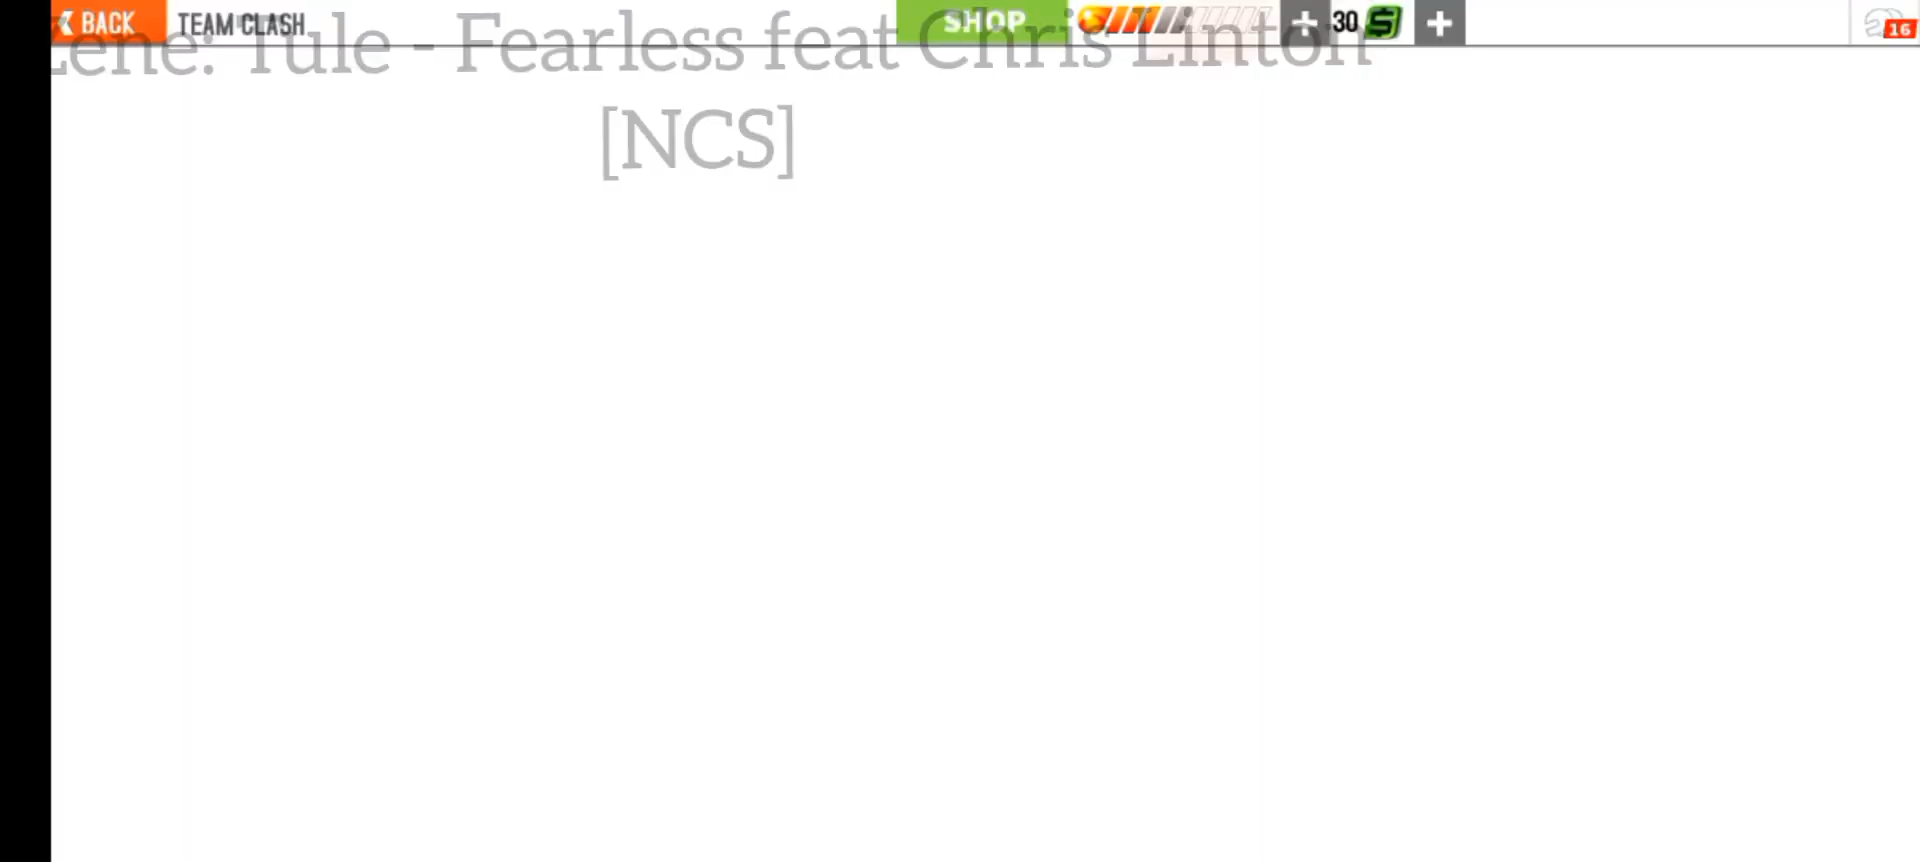 BACK TEAM CLASH SHOP 30 16
Tule - Fearless feat Chris Linton
[NCS]